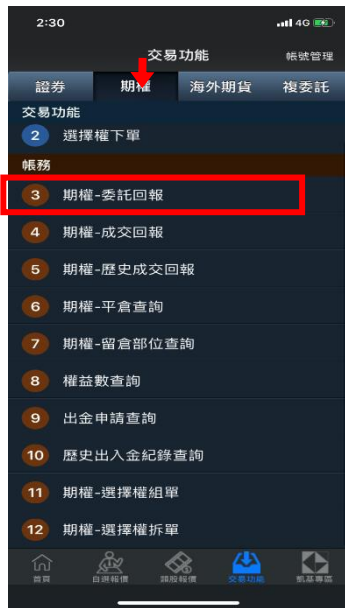 2:30
4G
交易功能
帳號管理
證券
期權
海外期貨
複委託
交易功能
2 選擇權下單
帳務
3 期權-委託回報
4 期權-成交回報
5 期權-歷史成交回報
6 期權-平倉查詢
7 期權-留倉部位查詢
8 權益數查詢
9 出金申請查詢
10 歷史出入金紀錄查詢
11 期權-選擇權組單
12 期權-選擇權拆單
首頁
自選報價
類股報價
交易功能
凱基專區